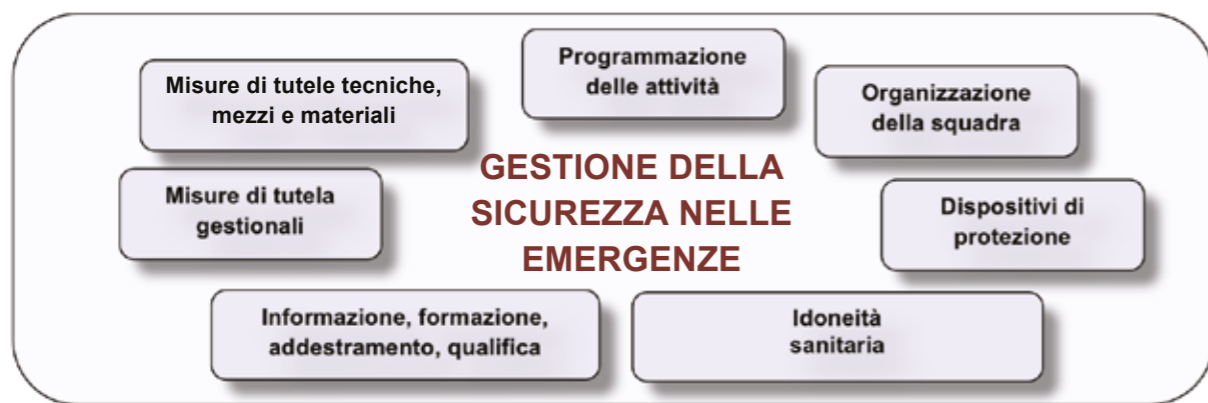 Programmazione
delle attività
Misure di tutele tecniche,
mezzi e materiali
Organizzazione
della squadra
GESTIONE DELLA
SICUREZZA NELLE
EMERGENZE
Misure di tutela
gestionali
Dispositivi di
protezione
Informazione, formazione,
addestramento, qualifica
Idoneità
sanitaria